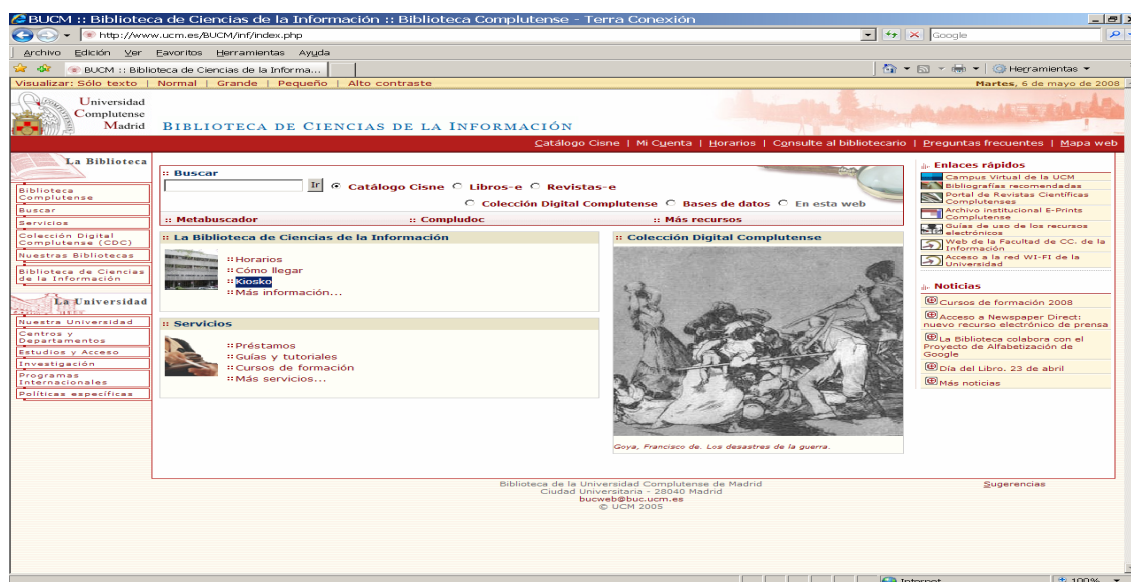 BUCM :: Biblioteca de Ciencias de la Información :: Biblioteca Complutense - Terra Conexión
http://www.ucm.es/BUCM/inf/index.php
Google
Archivo Edición Ver Favoritos Herramientas Ayuda
BUCM :: Biblioteca de Ciencias de la Informa...
Herramientas
Visualizar: Sólo texto | Normal | Grande | Pequeño | Alto contraste
Martes, 6 de mayo de 2008
Universidad
Complutense
Madrid
BIBLIOTECA DE CIENCIAS DE LA INFORMACIÓN
Catálogo Cisne | Mi Cuenta | Horarios | Consulte al bibliotecario | Preguntas frecuentes | Mapa web
La Biblioteca
Biblioteca
Complutense
Buscar
Servicios
Colección Digital
Complutense (CDC)
Nuestras Bibliotecas
Biblioteca de Ciencias
de la Información
La Universidad
Nuestra Universidad
Centros y
Departamentos
Estudios y Acceso
Investigación
Programas
Internacionales
Políticas específicas
:: Buscar
Ir
Catálogo Cisne Libros-e Revistas-e
Colección Digital Complutense Bases de datos En esta web
:: Metabuscador :: Compludoc :: Más recursos
:: La Biblioteca de Ciencias de la Información
:: Horarios
:: Cómo llegar
:: Kiosko
:: Más información...
:: Servicios
:: Préstamos
:: Guías y tutoriales
:: Cursos de formación
:: Más servicios...
:: Colección Digital Complutense
Goya, Francisco de. Los desastres de la guerra.
Enlaces rápidos
Campus Virtual de la UCM
Bibliografías recomendadas
Portal de Revistas Científicas
Complutenses
Archivo institucional E-Prints
Complutense
Guías de uso de los recursos
electrónicos
Web de la Facultad de CC. de la
Información
Acceso a la red WI-FI de la
Universidad
Noticias
Cursos de formación 2008
Acceso a Newspaper Direct:
nuevo recurso electrónico de prensa
La Biblioteca colabora con el
Proyecto de Alfabetización de
Google
Día del Libro. 23 de abril
Más noticias
Biblioteca de la Universidad Complutense de Madrid
Ciudad Universitaria - 28040 Madrid
bucweb@buc.ucm.es
© UCM 2005
Sugerencias
Internet
100%